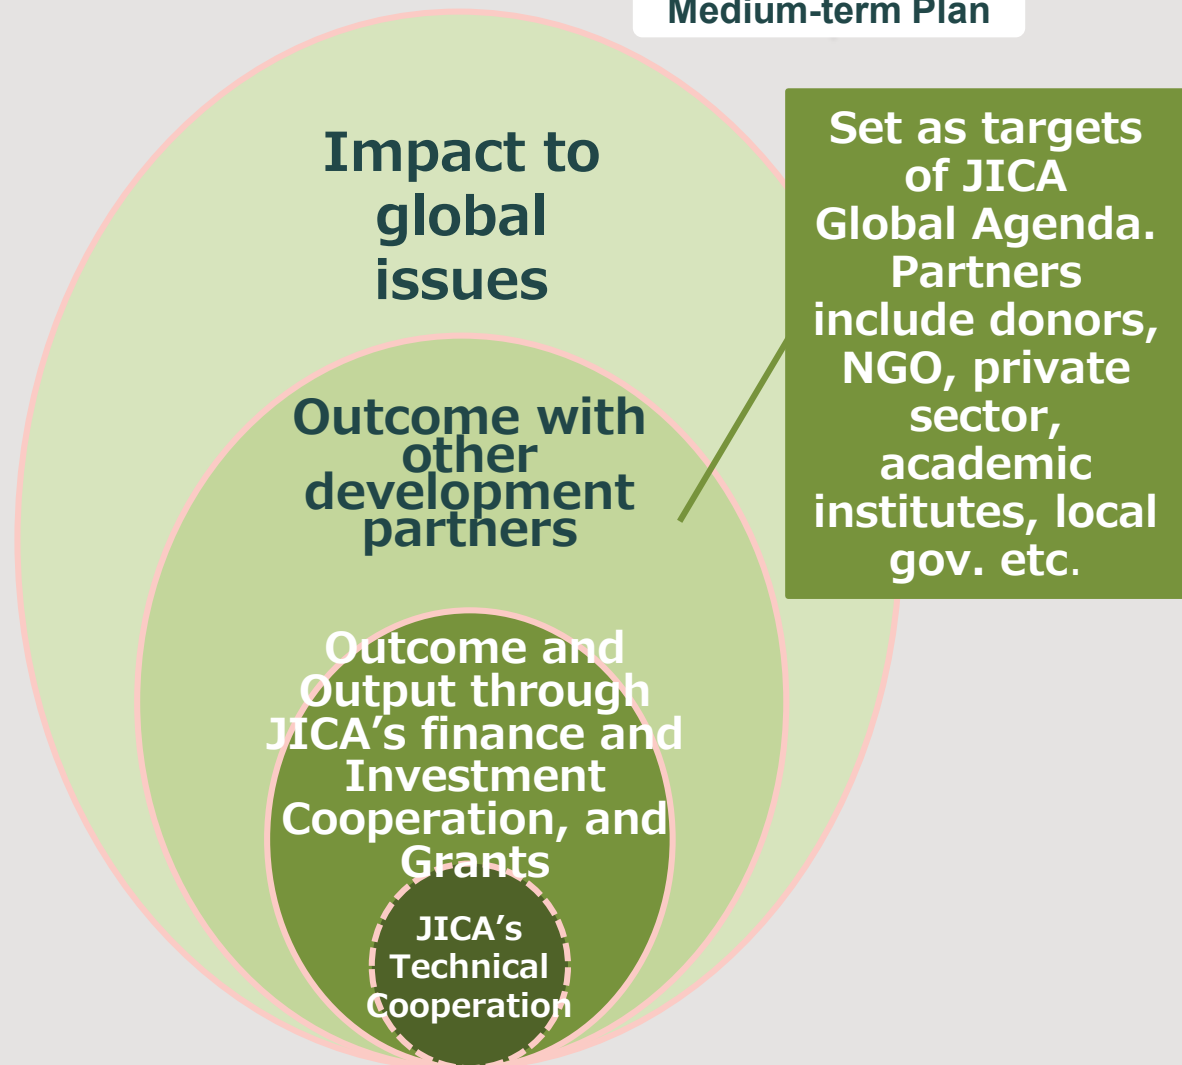 Medium-term Plan
Impact to
global
issues
Set as targets
of JICA
Global Agenda.
Partners
include donors,
NGO, private
sector,
academic
institutes, local
gov. etc.
Outcome with
other
development
partners
Outcome and
Output through
JICA’s finance and
Investment
Cooperation, and
Grants
JICA’s
Technical
Cooperation